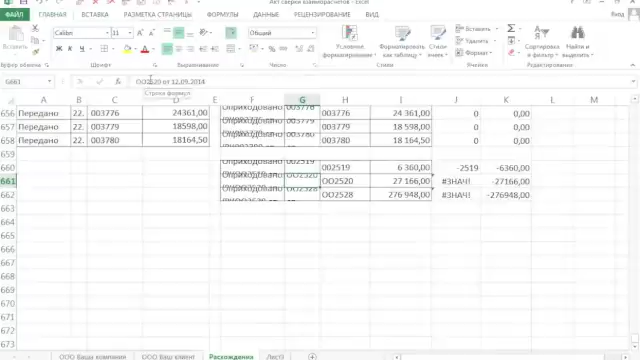 Акт сверки взаиморасчетов - Excel
ФАЙЛ ГЛАВНАЯ ВСТАВКА РАЗМЕТКА СТРАНИЦЫ ФОРМУЛЫ ДАННЫЕ РЕЦЕНЗИРОВАНИЕ ВИД Вход
Calibri 11 Общий
Вставить Условное форматирование Форматировать как таблицу Стили ячеек
Вставить
Удалить
Формат
Сортировка и фильтр Найти и выделить
Буфер обмена Шрифт Выравнивание Число Стили Ячейки Редактирование
G661 ОО2520 от 12.09.2014
Строка формул
A B C D E F G H I J K L M
656 Передано 22. 003776 24361,00 Оприходовано 003776 003776 24 361,00 0 0,00
657 Передано 22. 003779 18598,00 003779 18 598,00 0 0,00
658 Передано 22. 003780 18164,50 003780 18 164,50 0 0,00
659
660 002519 6 360,00 -2519 -6360,00
661 Оприходовано ОО2520 27 166,00 #ЗНАЧ! -27166,00
662 Оприходовано ОО2528 276 948,00 #ЗНАЧ! -276948,00
663
664
665
666
667
668
669
670
671
672
673
ООО Ваша компания ООО Ваш клиент Расхождения Лист3